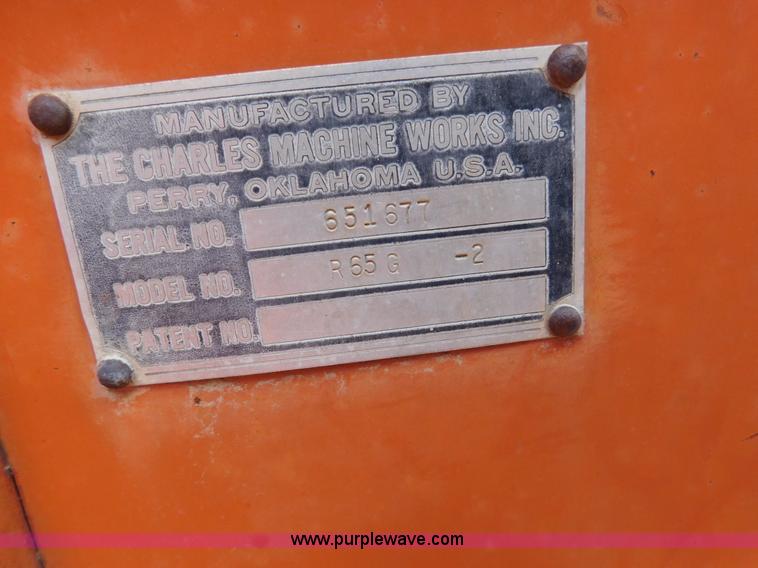 MANUFACTURED BY
THE CHARLES MACHINE WORKS INC.
PERRY, OKLAHOMA U.S.A.
SERIAL NO. 651677
MODEL NO. R65G -2
PATENT NO.
www.purplewave.com